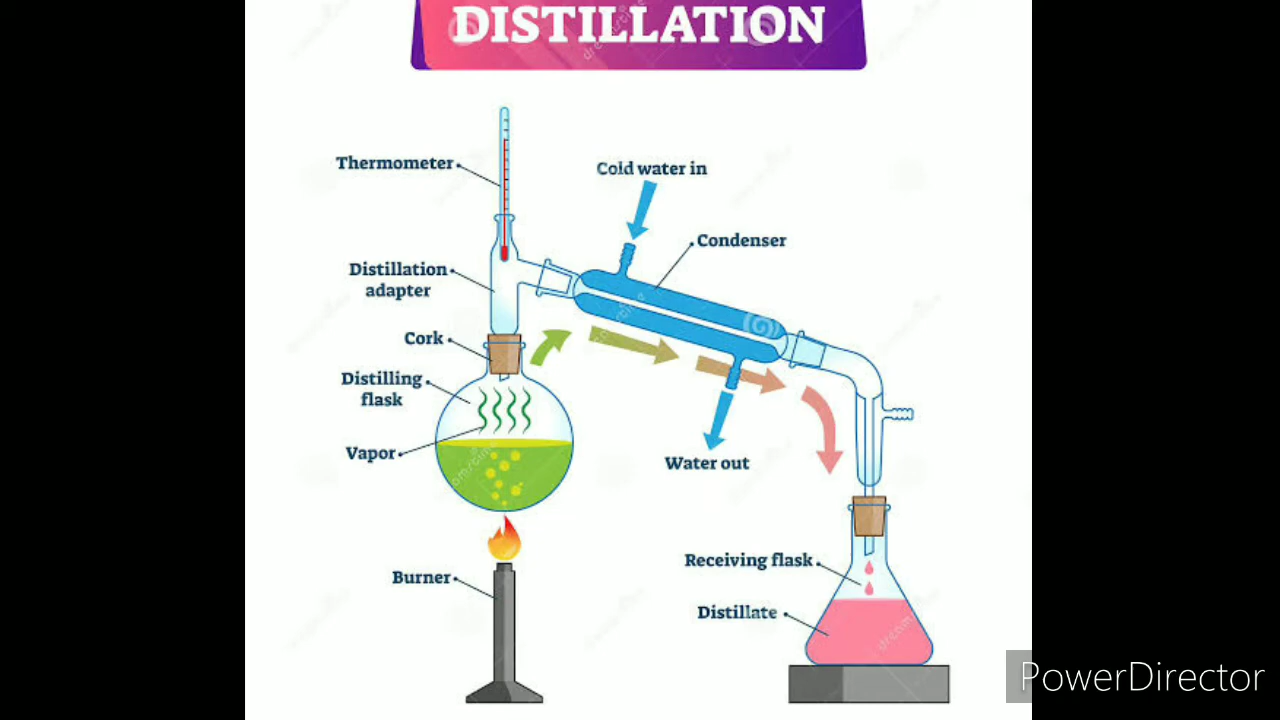 DISTILLATION
Thermometer
Cold water in
Condenser
Distillation
adapter
Cork
Distilling
flask
Vapor
Water out
Burner
Receiving flask
Distillate
PowerDirector